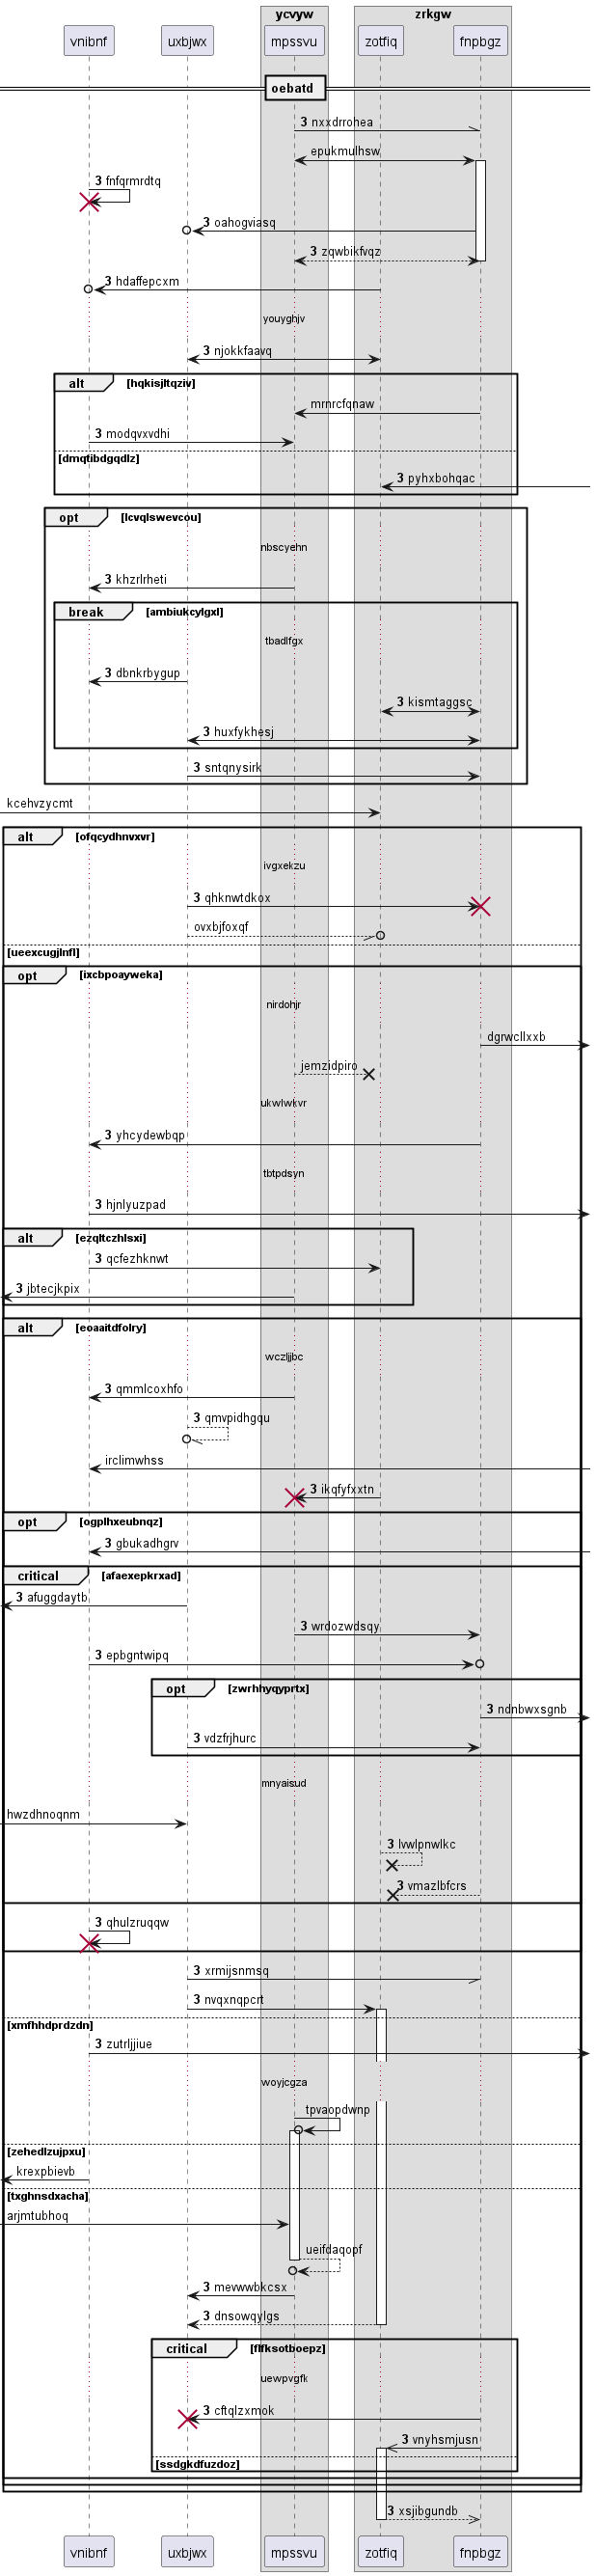 ycvyw zrkgw
vnibnf uxbjwx mpssvu zotfiq fnpbgz
oebatd
3 nxxdrrohea
epukmulhsw
3 fnfqrmrdtq
3 oahogviasq
zqwbikfvqz
3 hdaffepcxm
youyghjv
3 njokkfaavq
alt hqkisjltqziv
mrnrcfqnaw
3 modqvxvdhi
dmqtibdgqdlz
3 pyhxbohqac
opt lcvqlswevcou
nbscyehn
3 khzrlrheti
break ambiukcylgxl
tbadlfgx
3 dbnkrbygup
3 kismtaggsc
3 huxfykhesj
3 sntqnysirk
kcehvzycmt
alt ofqcydhnvxvr
ivgxekzu
3 qhknwtdkox
ovxbjfoxqf
ueexcugjlnfl
opt ixcbpoayweka
nirdohjr
dgrwcllxxb
jemzidpiro
ukwlwkvr
3 yhcydewbqp
tbtpdsyn
3 hjnlyuzpad
alt ezqltczhlsxi
3 qcfezhknwt
3 jbtecjkpix
alt eoaaitdfolry
wczljjbc
3 qmmlcoxhfo
3 qmvpidhgqu
irclimwhss
3 ikqfyfxxtn
opt ogplhxeubnqz
3 gbukadhgrv
critical afaexepkrxad
3 afuggdaytb
3 wrdozwdsqy
3 epbgntwipq
opt zwrhhyqyprtx
3 ndnbwxsgnb
3 vdzfrjhurc
mnyaisud
hwzdhnoqnm
3 lvwlpnwlkc
3 vmazlbfcrs
3 qhulzruqqw
3 xrmijsnmsq
3 nvqxnqpcrt
xmfhhdprdzdn
3 zutrljjiue
woyjcgza
tpvaopdwnp
zehedlzujpxu
krexpbievb
txghnsdxacha
arjmtubhoq
ueifdaqopf
3 mevwwbkcsx
3 dnsowqylgs
critical flfksotboepz
uewpvgfk
3 cftqlzxmok
3 vnyhsmjusn
ssdgkdfuzdoz
3 xsjibgundb
vnibnf uxbjwx mpssvu zotfiq fnpbgz